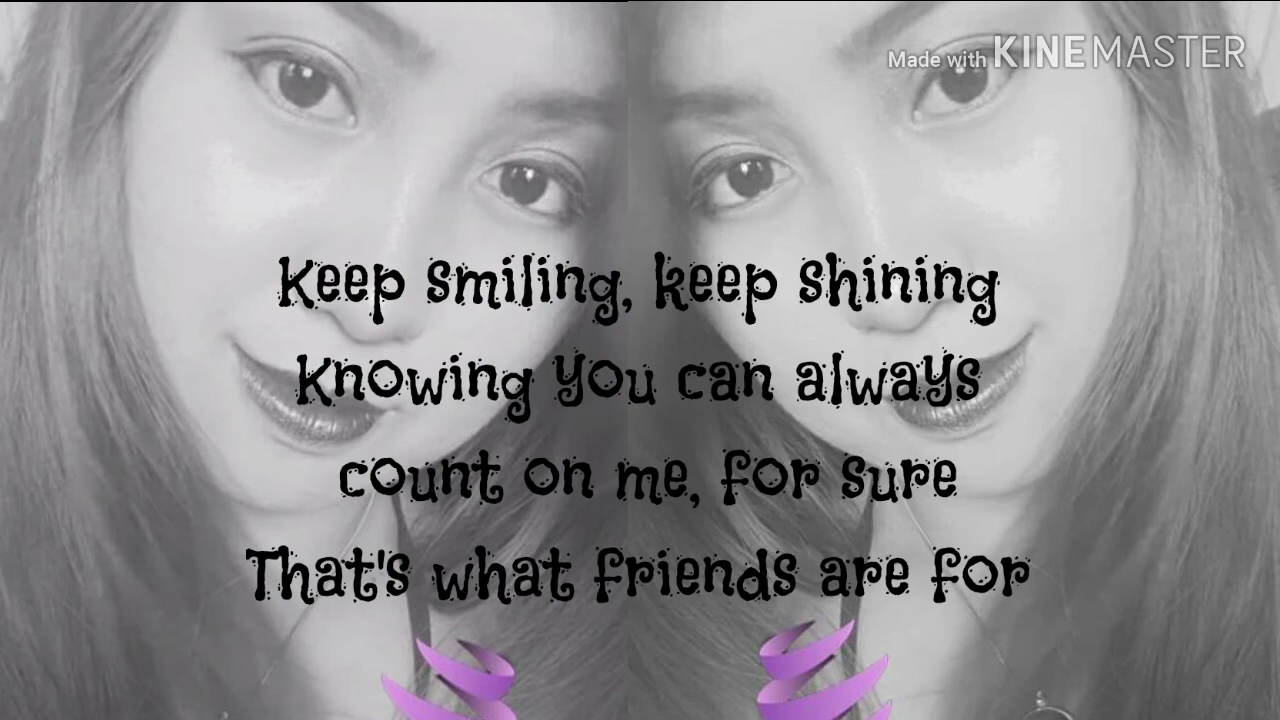 Made with KINEMASTER
Keep smiling, keep shining
Knowing you can always
count on me, for sure
That's what friends are for